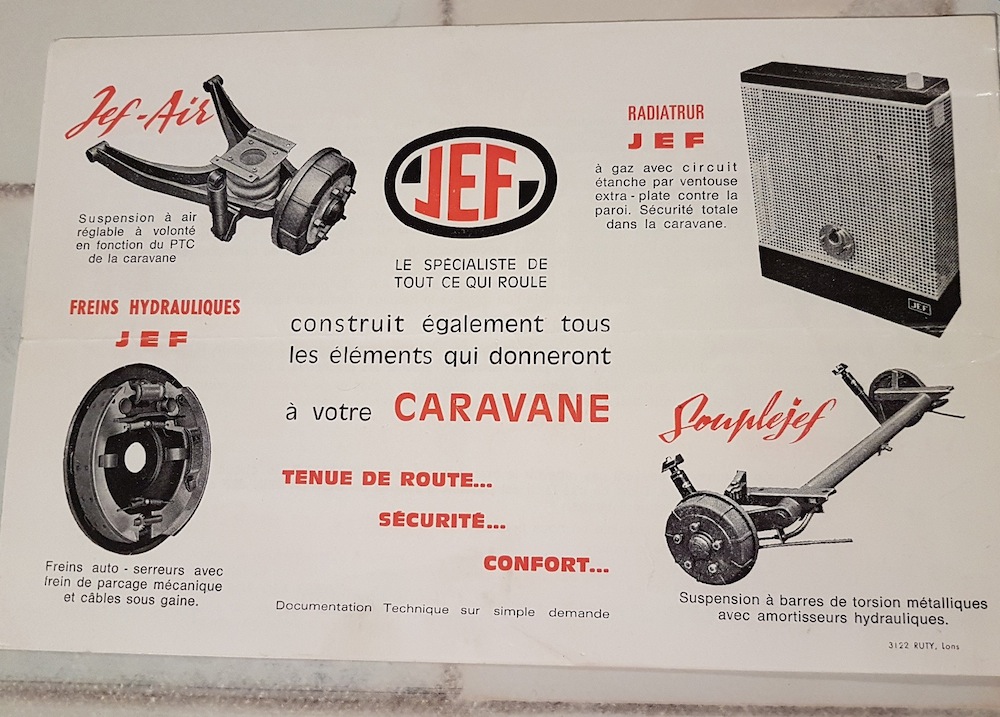 Jef-Air
Suspension à air
réglable à volonté
en fonction du PTC
de la caravane
FREINS HYDRAULIQUES
JEF
Freins auto - serreurs avec
frein de parcage mécanique
et câbles sous gaine.
JEF
LE SPÉCIALISTE DE
TOUT CE QUI ROULE
construit également tous
les éléments qui donneront
à votre CARAVANE
TENUE DE ROUTE...
SÉCURITÉ...
CONFORT...
Documentation Technique sur simple demande
RADIATRUR
JEF
à gaz avec circuit
étanche par ventouse
extra - plate contre la
paroi. Sécurité totale
dans la caravane.
JEF
Souplejef
Suspension à barres de torsion métalliques
avec amortisseurs hydrauliques.
3122 RUTY, Lons